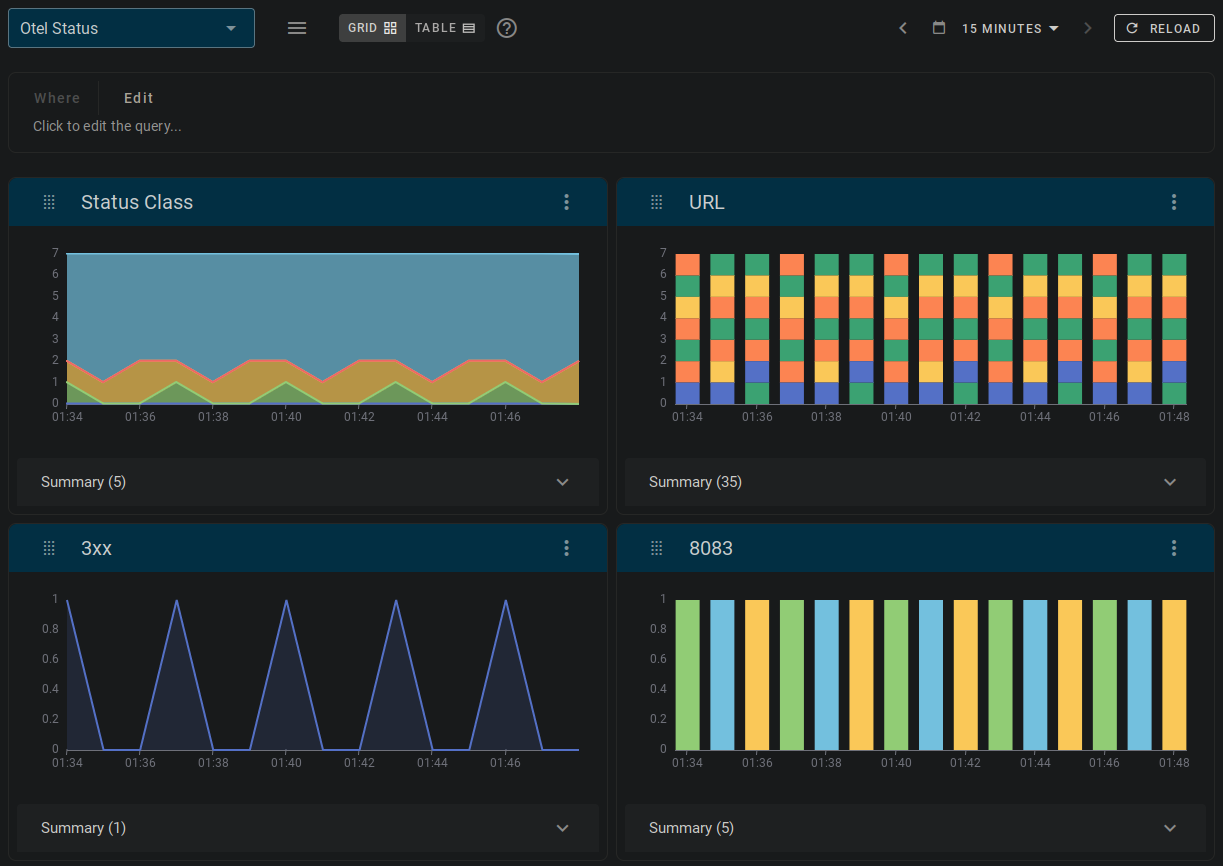 Otel Status GRID TABLE ? 15 MINUTES RELOAD
Where Edit
Click to edit the query...
Status Class
7
6
5
4
3
2
1
0
01:34 01:36 01:38 01:40 01:42 01:44 01:46
Summary (5)
URL
7
6
5
4
3
2
1
0
01:34 01:36 01:38 01:40 01:42 01:44 01:46 01:48
Summary (35)
3xx
1
0.8
0.6
0.4
0.2
0
01:34 01:36 01:38 01:40 01:42 01:44 01:46
Summary (1)
8083
1
0.8
0.6
0.4
0.2
0
01:34 01:36 01:38 01:40 01:42 01:44 01:46 01:48
Summary (5)